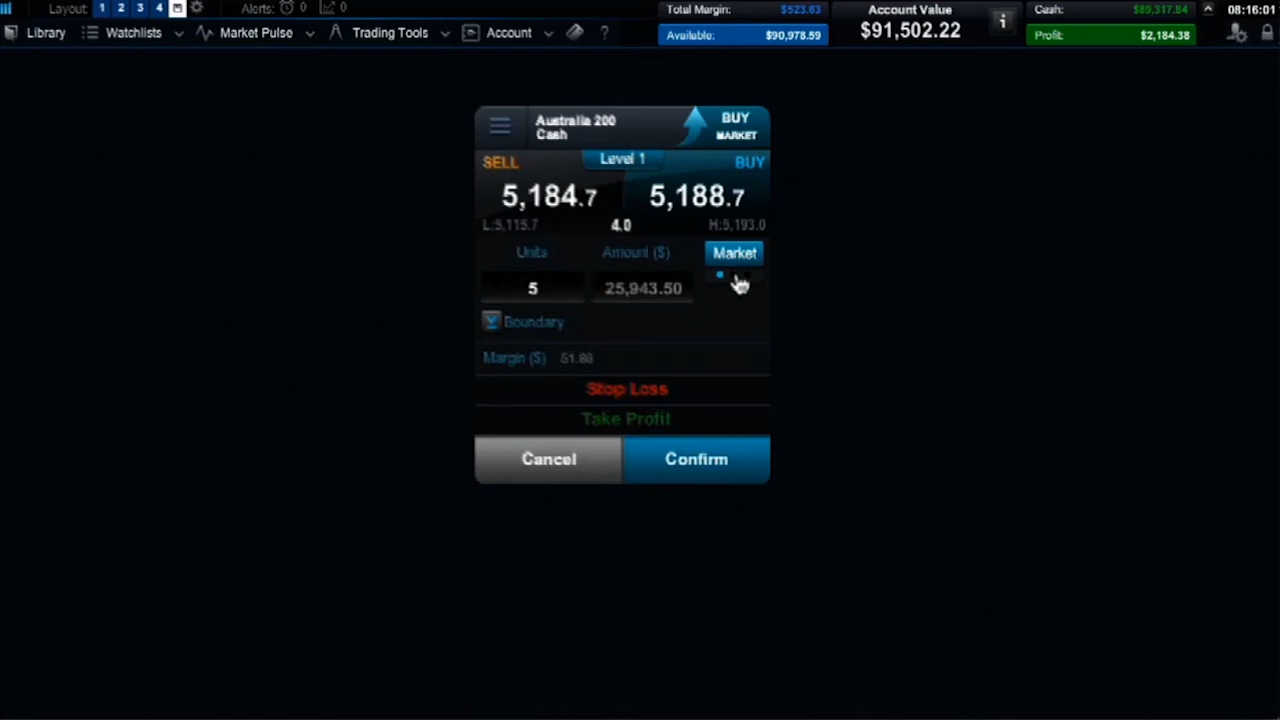 Layout: 1 2 3 4 Alerts: 0 0 Total Margin: $523.63 Account Value Cash: $89,317.84 08:16:01
Library Watchlists Market Pulse Trading Tools Account ? Available: $90,978.59 $91,502.22 i Profit: $2,184.38
Australia 200 BUY
Cash MARKET
SELL Level 1 BUY
5,184.7 5,188.7
L:5,115.7 4.0 H:5,193.0
Units Amount ($) Market
5 25,943.50
Boundary
Margin ($) 51.88
Stop Loss
Take Profit
Cancel Confirm